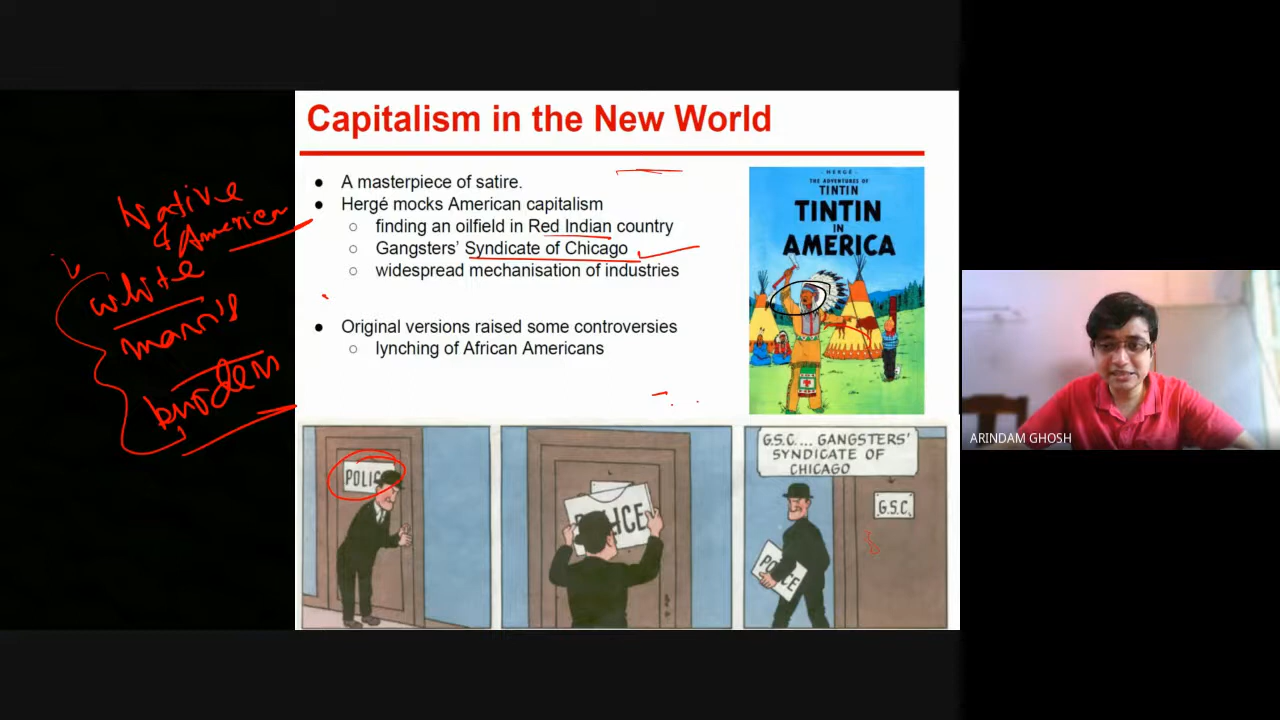 Capitalism in the New World
● A masterpiece of satire.
● Hergé mocks American capitalism
○ finding an oilfield in Red Indian country
○ Gangsters' Syndicate of Chicago
○ widespread mechanisation of industries
● Original versions raised some controversies
○ lynching of African Americans
Native
American
white
man's
burden
HERGÉ
THE ADVENTURES OF
TINTIN
TINTIN
IN
AMERICA
POLIC
POLICE
G.S.C.... GANGSTERS'
SYNDICATE OF
CHICAGO
G.S.C.
POLICE
ARINDAM GHOSH